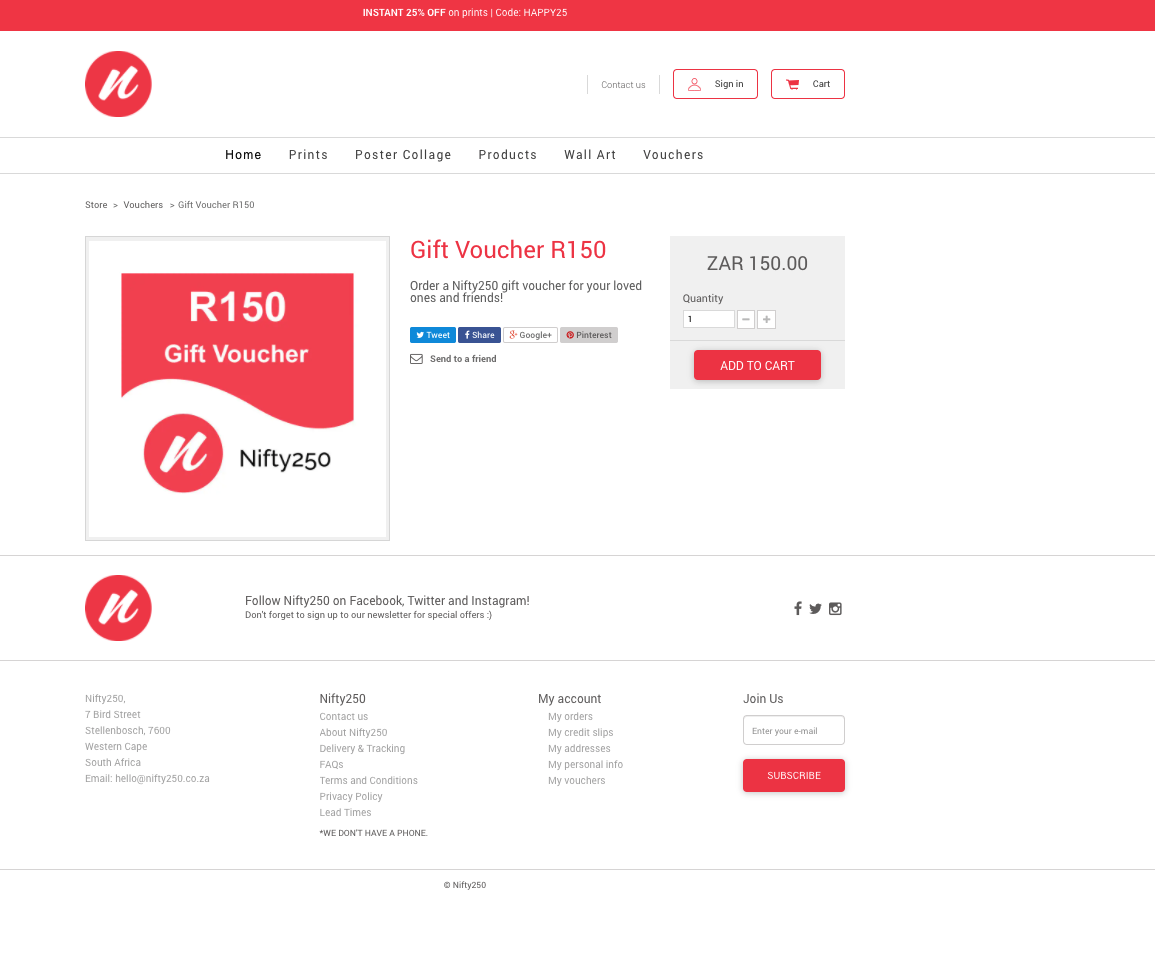 INSTANT 25% OFF on prints | Code: HAPPY25
n
Contact us
Sign in
Cart
Home Prints Poster Collage Products Wall Art Vouchers
Store > Vouchers > Gift Voucher R150
R150
Gift Voucher
n Nifty250
Gift Voucher R150
Order a Nifty250 gift voucher for your loved
ones and friends!
Tweet Share Google+ Pinterest
Send to a friend
ZAR 150.00
Quantity
1
ADD TO CART
n
Follow Nifty250 on Facebook, Twitter and Instagram!
Don't forget to sign up to our newsletter for special offers :)
Nifty250,
7 Bird Street
Stellenbosch, 7600
Western Cape
South Africa
Email: hello@nifty250.co.za
Nifty250
Contact us
About Nifty250
Delivery & Tracking
FAQs
Terms and Conditions
Privacy Policy
Lead Times
*WE DON'T HAVE A PHONE.
My account
My orders
My credit slips
My addresses
My personal info
My vouchers
Join Us
Enter your e-mail
SUBSCRIBE
© Nifty250